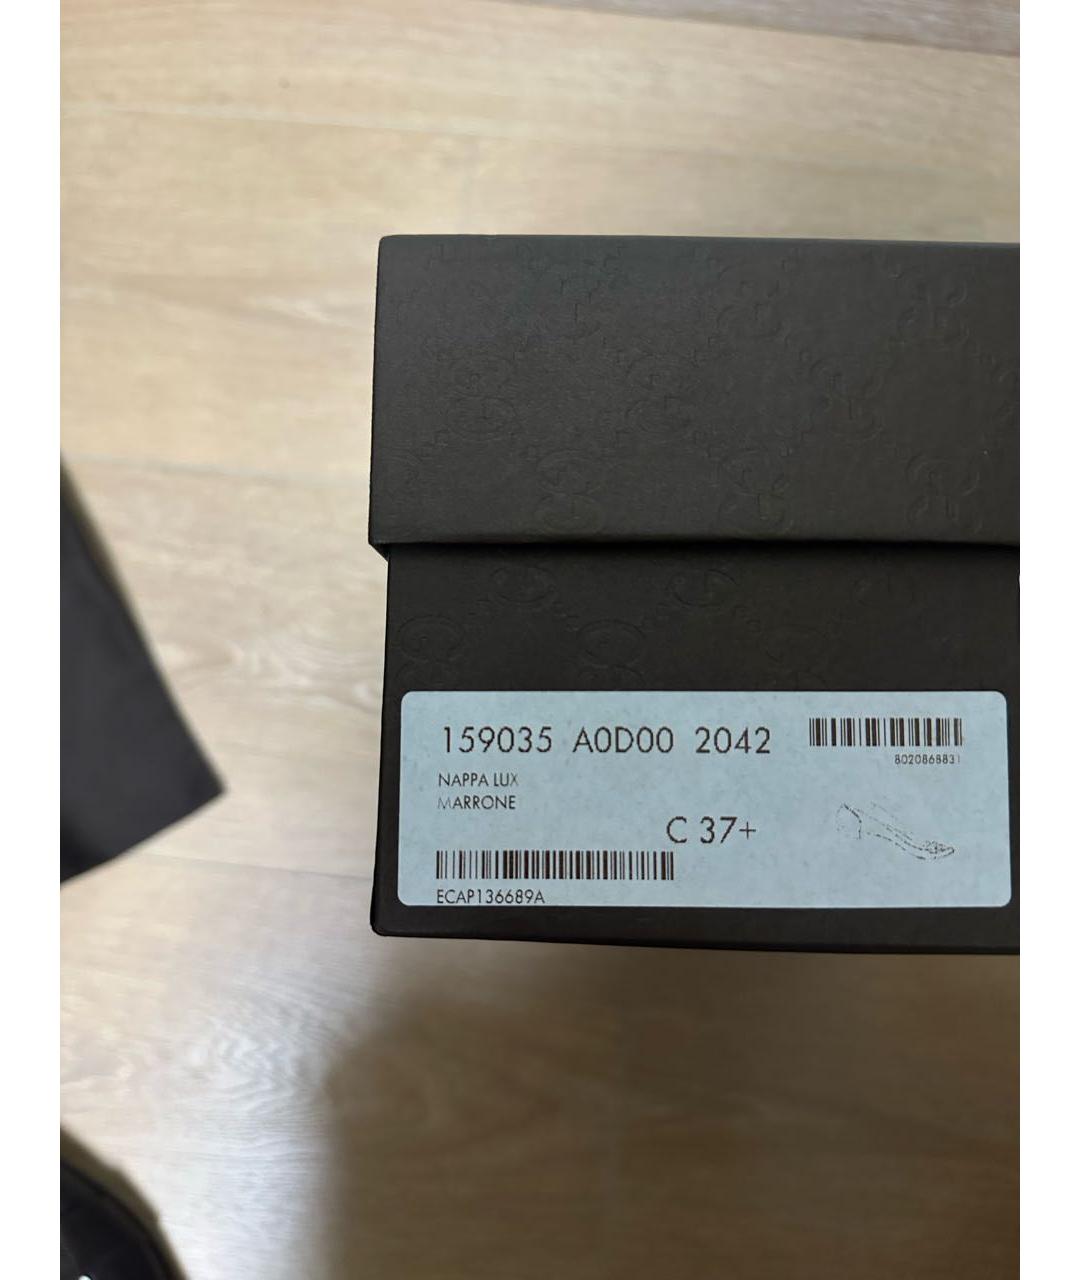 159035 A0D00 2042
8020868831
NAPPA LUX
MARRONE
C 37+
ECAP136689A